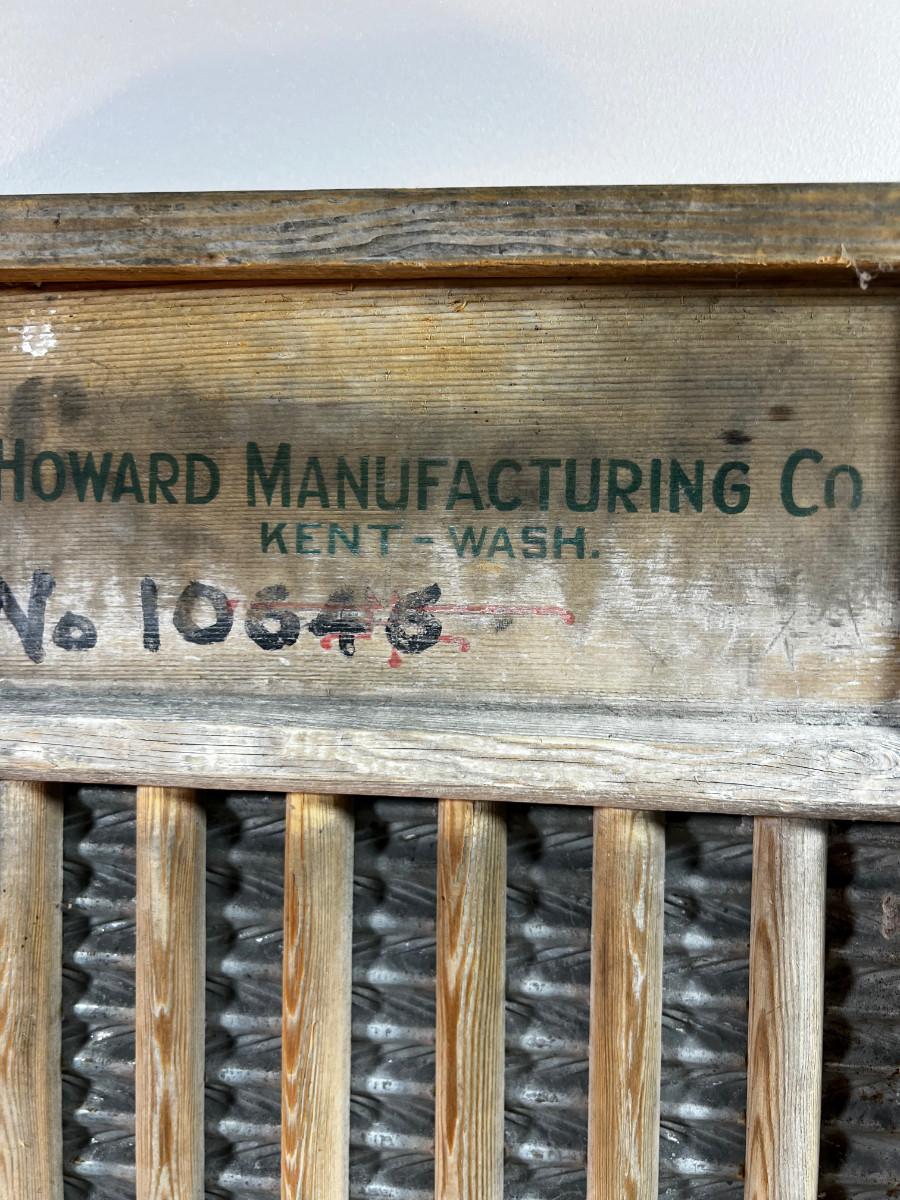 HOWARD MANUFACTURING CO
KENT-WASH.
No 10646